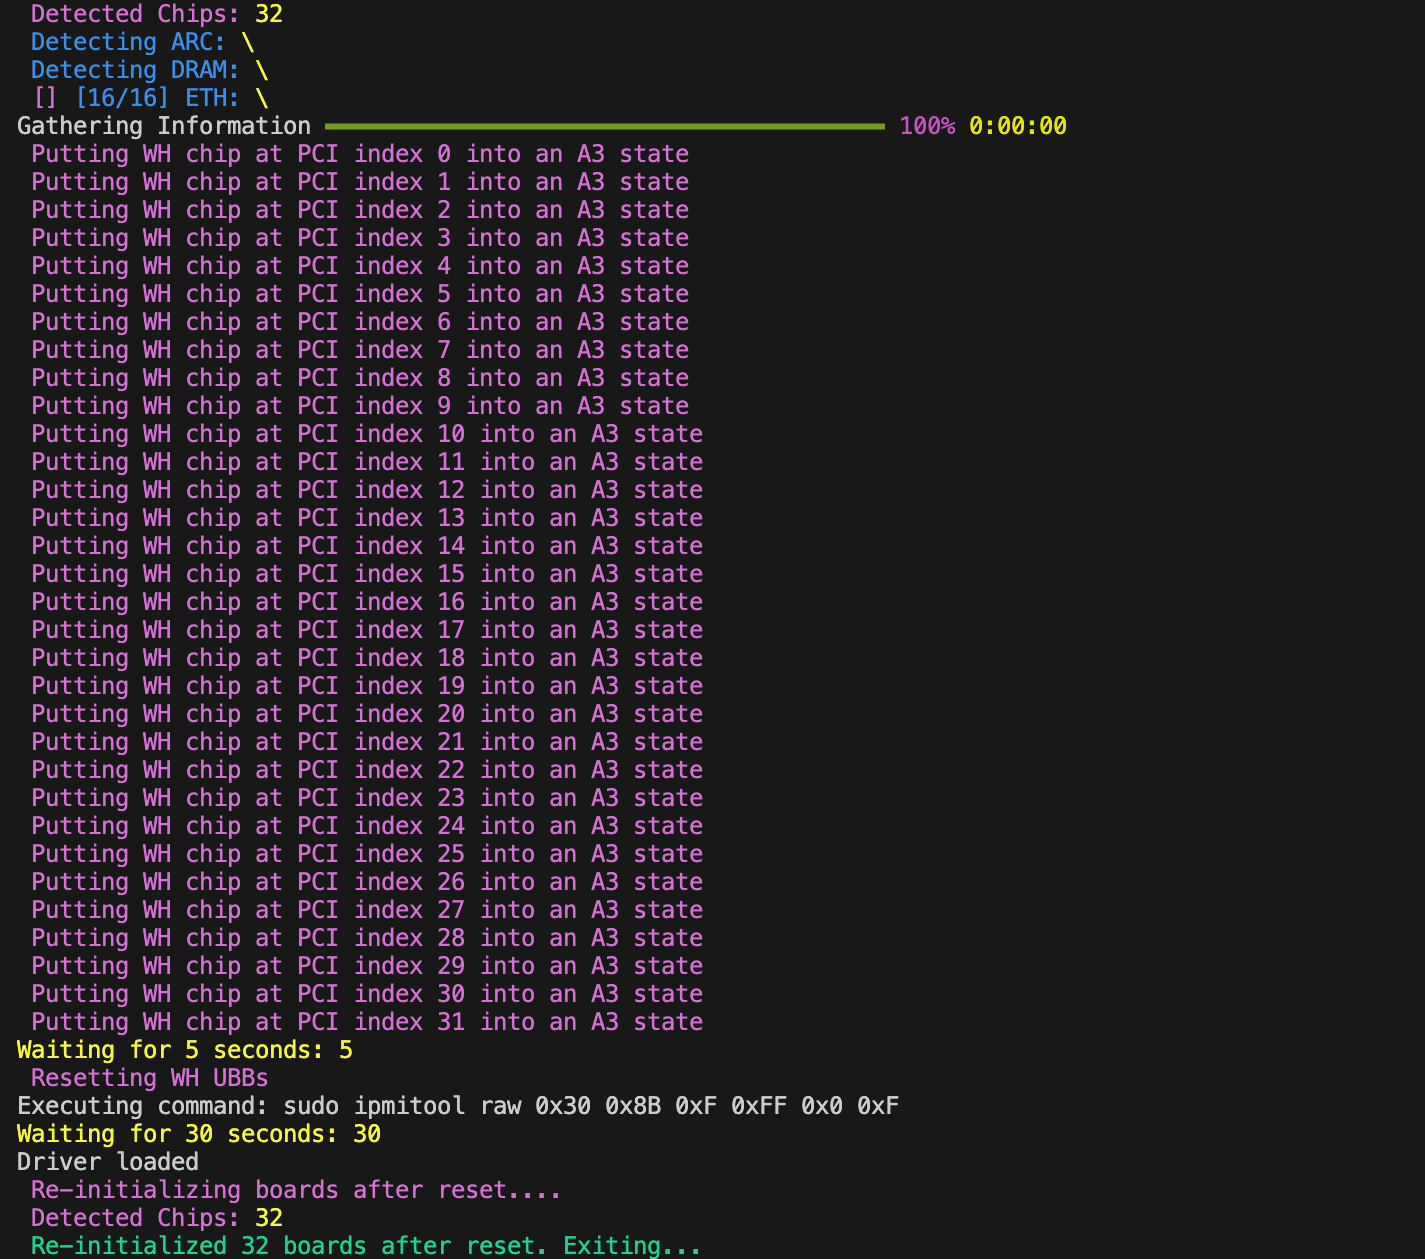 Detected Chips: 32
Detecting ARC: \
Detecting DRAM: \
[] [16/16] ETH: \
Gathering Information 100% 0:00:00
Putting WH chip at PCI index 0 into an A3 state
Putting WH chip at PCI index 1 into an A3 state
Putting WH chip at PCI index 2 into an A3 state
Putting WH chip at PCI index 3 into an A3 state
Putting WH chip at PCI index 4 into an A3 state
Putting WH chip at PCI index 5 into an A3 state
Putting WH chip at PCI index 6 into an A3 state
Putting WH chip at PCI index 7 into an A3 state
Putting WH chip at PCI index 8 into an A3 state
Putting WH chip at PCI index 9 into an A3 state
Putting WH chip at PCI index 10 into an A3 state
Putting WH chip at PCI index 11 into an A3 state
Putting WH chip at PCI index 12 into an A3 state
Putting WH chip at PCI index 13 into an A3 state
Putting WH chip at PCI index 14 into an A3 state
Putting WH chip at PCI index 15 into an A3 state
Putting WH chip at PCI index 16 into an A3 state
Putting WH chip at PCI index 17 into an A3 state
Putting WH chip at PCI index 18 into an A3 state
Putting WH chip at PCI index 19 into an A3 state
Putting WH chip at PCI index 20 into an A3 state
Putting WH chip at PCI index 21 into an A3 state
Putting WH chip at PCI index 22 into an A3 state
Putting WH chip at PCI index 23 into an A3 state
Putting WH chip at PCI index 24 into an A3 state
Putting WH chip at PCI index 25 into an A3 state
Putting WH chip at PCI index 26 into an A3 state
Putting WH chip at PCI index 27 into an A3 state
Putting WH chip at PCI index 28 into an A3 state
Putting WH chip at PCI index 29 into an A3 state
Putting WH chip at PCI index 30 into an A3 state
Putting WH chip at PCI index 31 into an A3 state
Waiting for 5 seconds: 5
Resetting WH UBBs
Executing command: sudo ipmitool raw 0x30 0x8B 0xF 0xFF 0x0 0xF
Waiting for 30 seconds: 30
Driver loaded
Re-initializing boards after reset....
Detected Chips: 32
Re-initialized 32 boards after reset. Exiting...